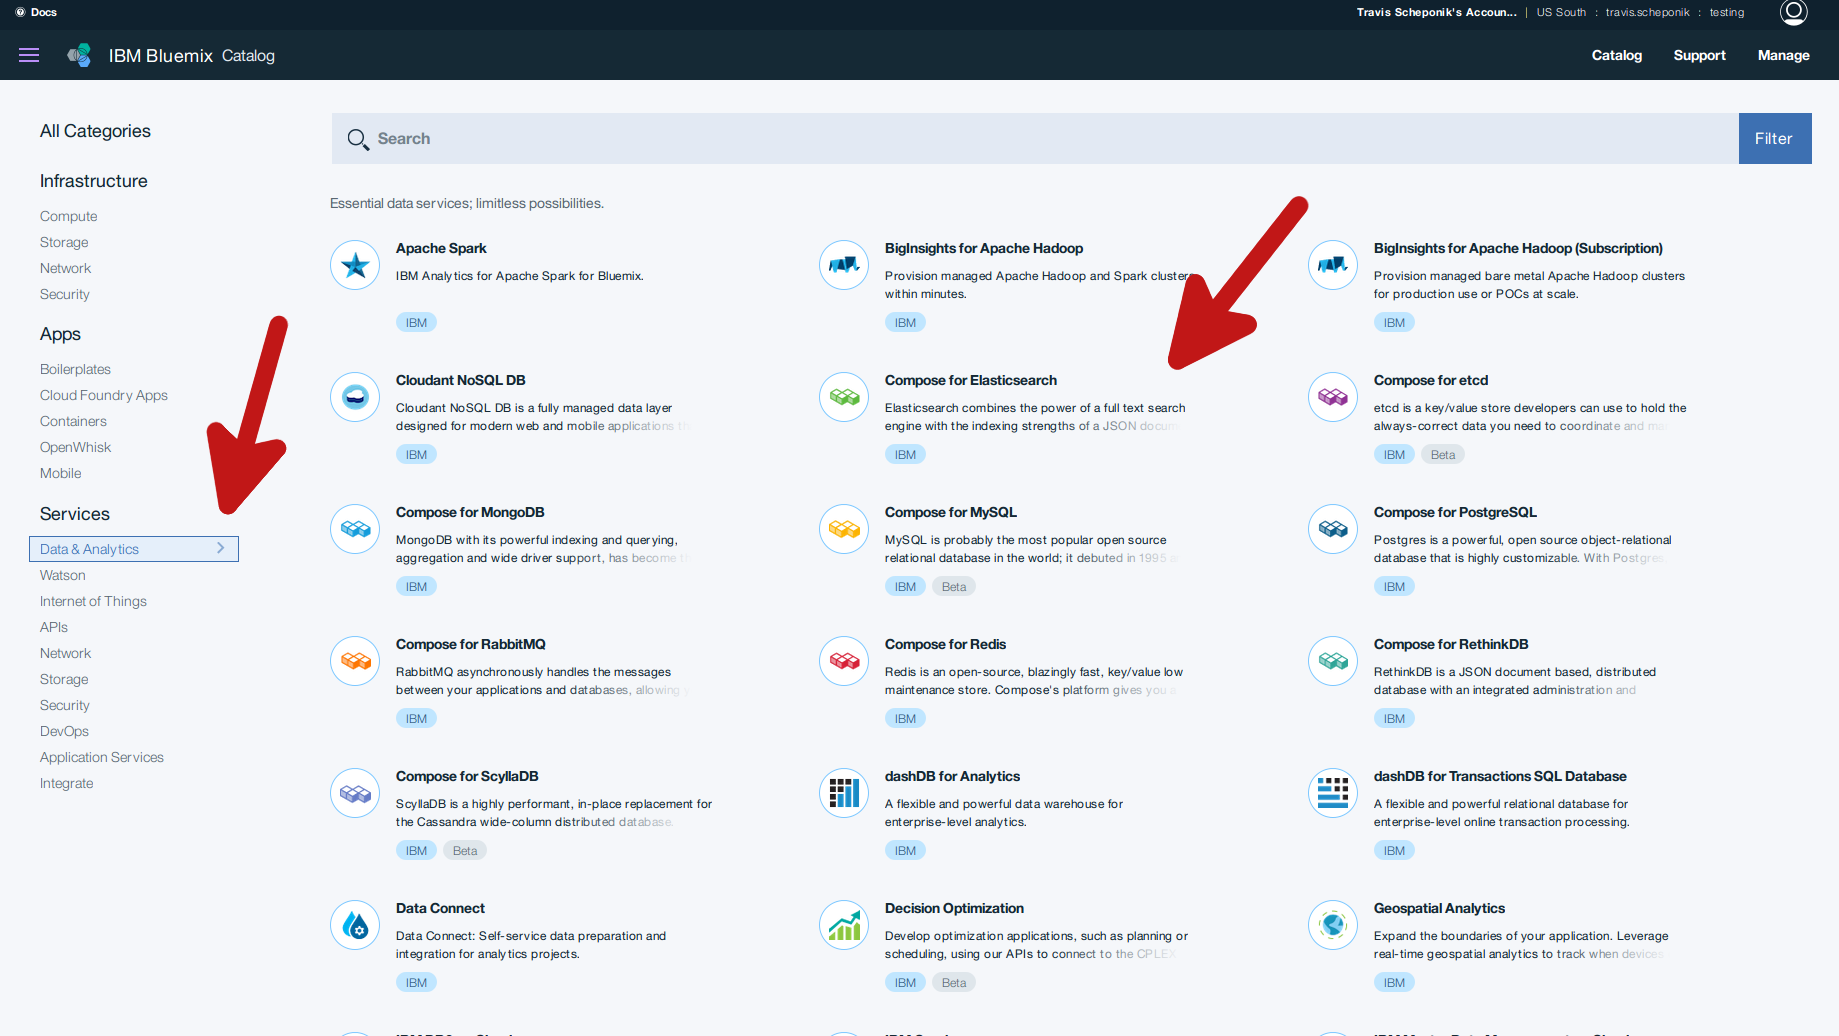 Docs
Travis Scheponik's Accoun... | US South : travis.scheponik : testing
IBM Bluemix Catalog
Catalog Support Manage
All Categories
Infrastructure
Compute
Storage
Network
Security
Apps
Boilerplates
Cloud Foundry Apps
Containers
OpenWhisk
Mobile
Services
Data & Analytics
Watson
Internet of Things
APIs
Network
Storage
Security
DevOps
Application Services
Integrate
Search
Filter
Essential data services; limitless possibilities.
Apache Spark
IBM Analytics for Apache Spark for Bluemix.
IBM
BigInsights for Apache Hadoop
Provision managed Apache Hadoop and Spark clusters
within minutes.
IBM
BigInsights for Apache Hadoop (Subscription)
Provision managed bare metal Apache Hadoop clusters
for production use or POCs at scale.
IBM
Cloudant NoSQL DB
Cloudant NoSQL DB is a fully managed data layer
designed for modern web and mobile applications
IBM
Compose for Elasticsearch
Elasticsearch combines the power of a full text search
engine with the indexing strengths of a JSON
IBM
Compose for etcd
etcd is a key/value store developers can use to hold the
always-correct data you need to coordinate and
IBM Beta
Compose for MongoDB
MongoDB with its powerful indexing and querying,
aggregation and wide driver support, has become
IBM
Compose for MySQL
MySQL is probably the most popular open source
relational database in the world; it debuted in 1995
IBM Beta
Compose for PostgreSQL
Postgres is a powerful, open source object-relational
database that is highly customizable. With Postgres
IBM
Compose for RabbitMQ
RabbitMQ asynchronously handles the messages
between your applications and databases, allowing
IBM
Compose for Redis
Redis is an open-source, blazingly fast, key/value low
maintenance store. Compose's platform gives you
IBM
Compose for RethinkDB
RethinkDB is a JSON document based, distributed
database with an integrated administration and
IBM
Compose for ScyllaDB
ScyllaDB is a highly performant, in-place replacement for
the Cassandra wide-column distributed database.
IBM Beta
dashDB for Analytics
A flexible and powerful data warehouse for
enterprise-level analytics.
IBM
dashDB for Transactions SQL Database
A flexible and powerful relational database for
enterprise-level online transaction processing.
IBM
Data Connect
Data Connect: Self-service data preparation and
integration for analytics projects.
IBM
Decision Optimization
Develop optimization applications, such as planning or
scheduling, using our APIs to connect to the CPLEX
IBM Beta
Geospatial Analytics
Expand the boundaries of your application. Leverage
real-time geospatial analytics to track when devices
IBM